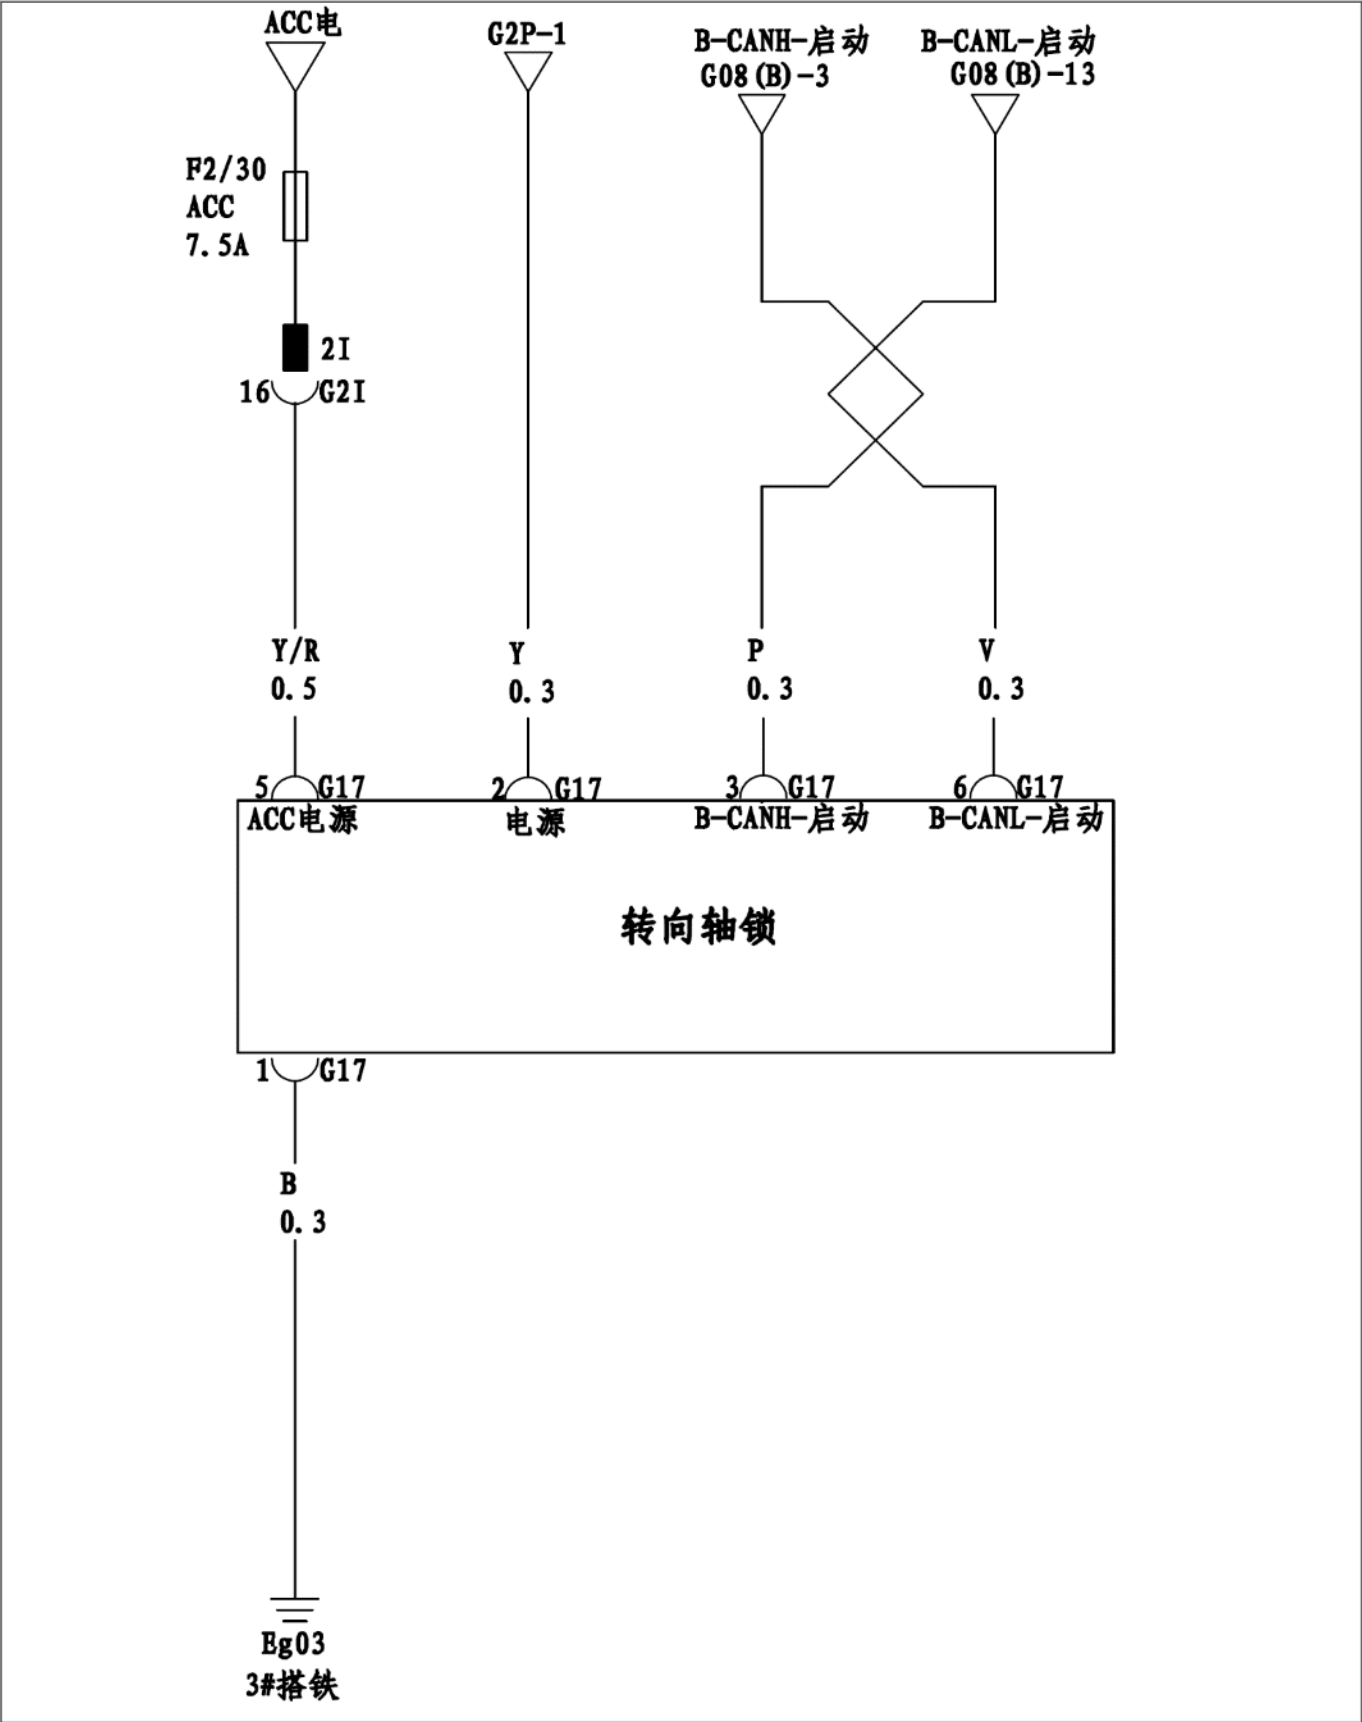 ACC电
G2P-1
B-CANH-启动
G08(B)-3
B-CANL-启动
G08(B)-13
F2/30
ACC
7.5A
2I
16 G2I
Y/R
0.5
Y
0.3
P
0.3
V
0.3
5 G17
2 G17
3 G17
6 G17
ACC电源
电源
B-CANH-启动
B-CANL-启动
转向轴锁
1 G17
B
0.3
Eg03
3#搭铁